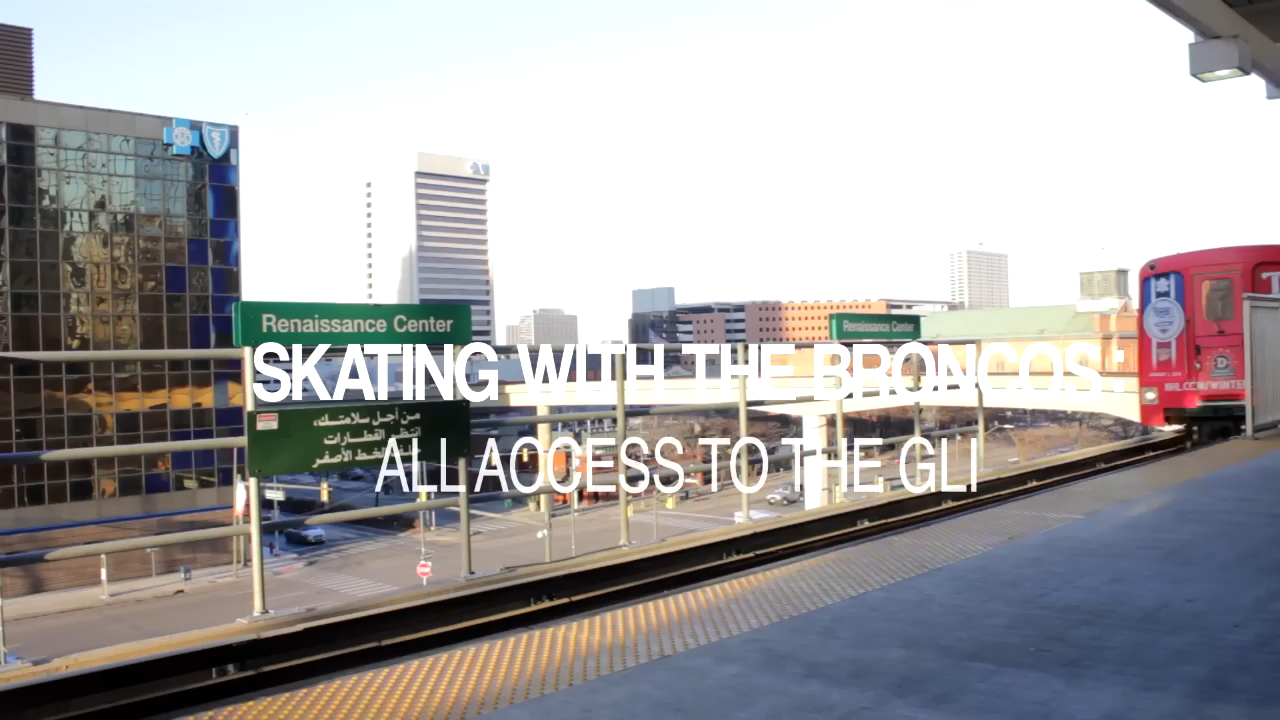 Renaissance Center
Renaissance Center
SKATING WITH THE BRONCOS :
من أجل سلامتك،
انتظر القطارات
الخط الأصفر
ALL ACCESS TO THE GLI